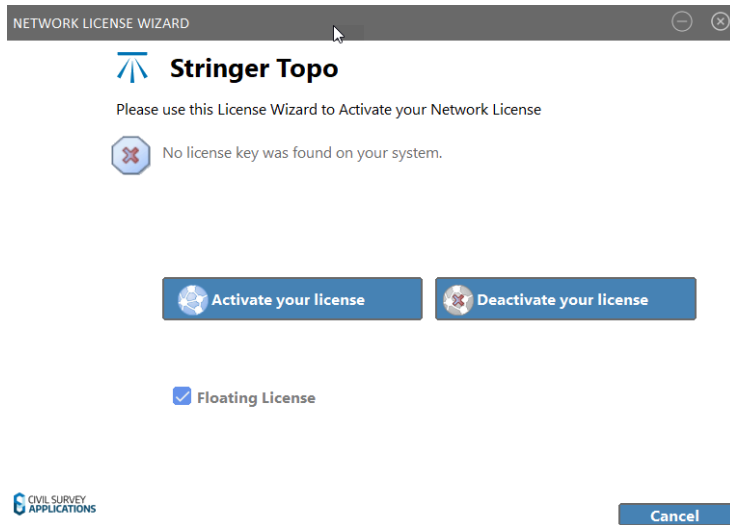 NETWORK LICENSE WIZARD
Stringer Topo
Please use this License Wizard to Activate your Network License
No license key was found on your system.
Activate your license
Deactivate your license
Floating License
CIVIL SURVEY
APPLICATIONS
Cancel